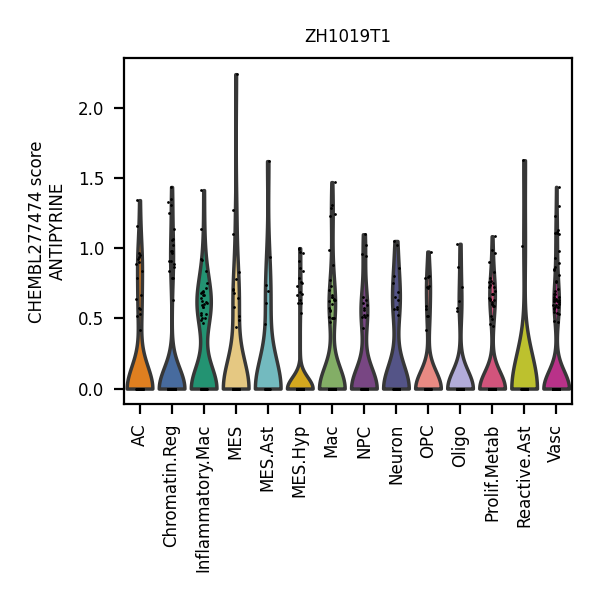 ZH1019T1
CHEMBL277474 score
ANTIPYRINE
2.0
1.5
1.0
0.5
0.0
AC
Chromatin.Reg
Inflammatory.Mac
MES
MES.Ast
MES.Hyp
Mac
NPC
Neuron
OPC
Oligo
Prolif.Metab
Reactive.Ast
Vasc